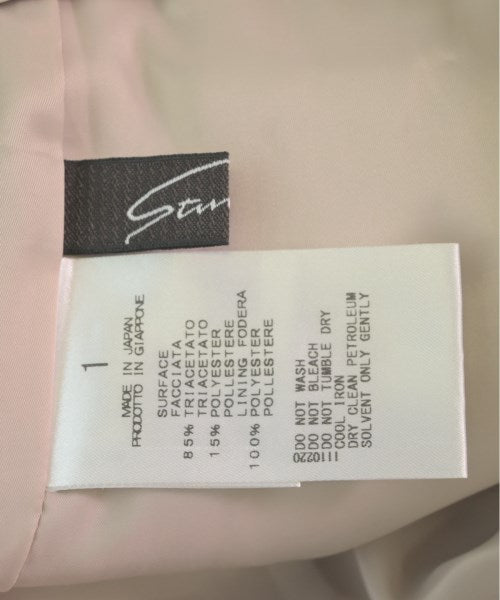 1
MADE IN JAPAN
PRODOTTO IN GIAPPONE
SURFACE
FACCIATA
85% TRIACETATO
TRIACETATO
15% POLYESTER
POLLESTERE
LINING FODERA
100% POLYESTER
POLLESTERE
DO NOT WASH
DO NOT BLEACH
DO NOT TUMBLE DRY
COOL IRON
DRY CLEAN PETROLEUM
SOLVENT ONLY GENTLY
1110220